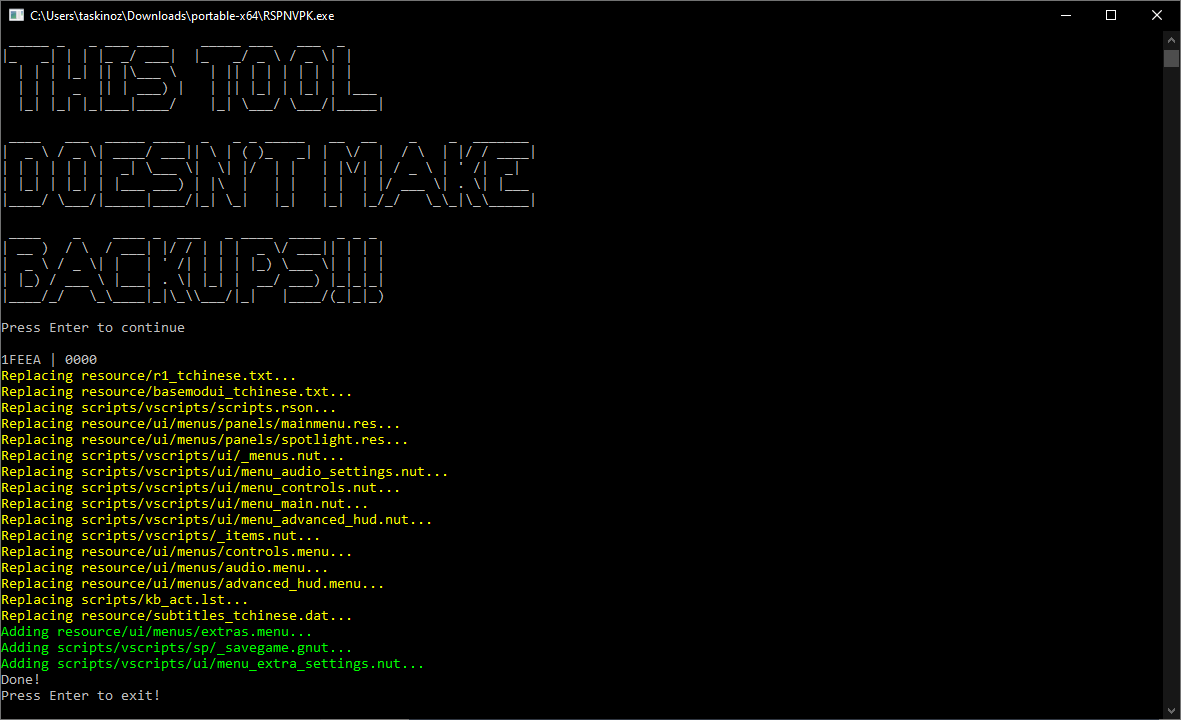 C:\Users\taskinoz\Downloads\portable-x64\RSPNVPK.exe
THIS TOOL
DOESN'T MAKE
BACKUPS!!!
Press Enter to continue
1FEEA | 0000
Replacing resource/r1_tchinese.txt...
Replacing resource/basemodui_tchinese.txt...
Replacing scripts/vscripts/scripts.rson...
Replacing resource/ui/menus/panels/mainmenu.res...
Replacing resource/ui/menus/panels/spotlight.res...
Replacing scripts/vscripts/ui/_menus.nut...
Replacing scripts/vscripts/ui/menu_audio_settings.nut...
Replacing scripts/vscripts/ui/menu_controls.nut...
Replacing scripts/vscripts/ui/menu_main.nut...
Replacing scripts/vscripts/ui/menu_advanced_hud.nut...
Replacing scripts/vscripts/_items.nut...
Replacing resource/ui/menus/controls.menu...
Replacing resource/ui/menus/audio.menu...
Replacing resource/ui/menus/advanced_hud.menu...
Replacing scripts/kb_act.lst...
Replacing resource/subtitles_tchinese.dat...
Adding resource/ui/menus/extras.menu...
Adding scripts/vscripts/sp/_savegame.gnut...
Adding scripts/vscripts/ui/menu_extra_settings.nut...
Done!
Press Enter to exit!